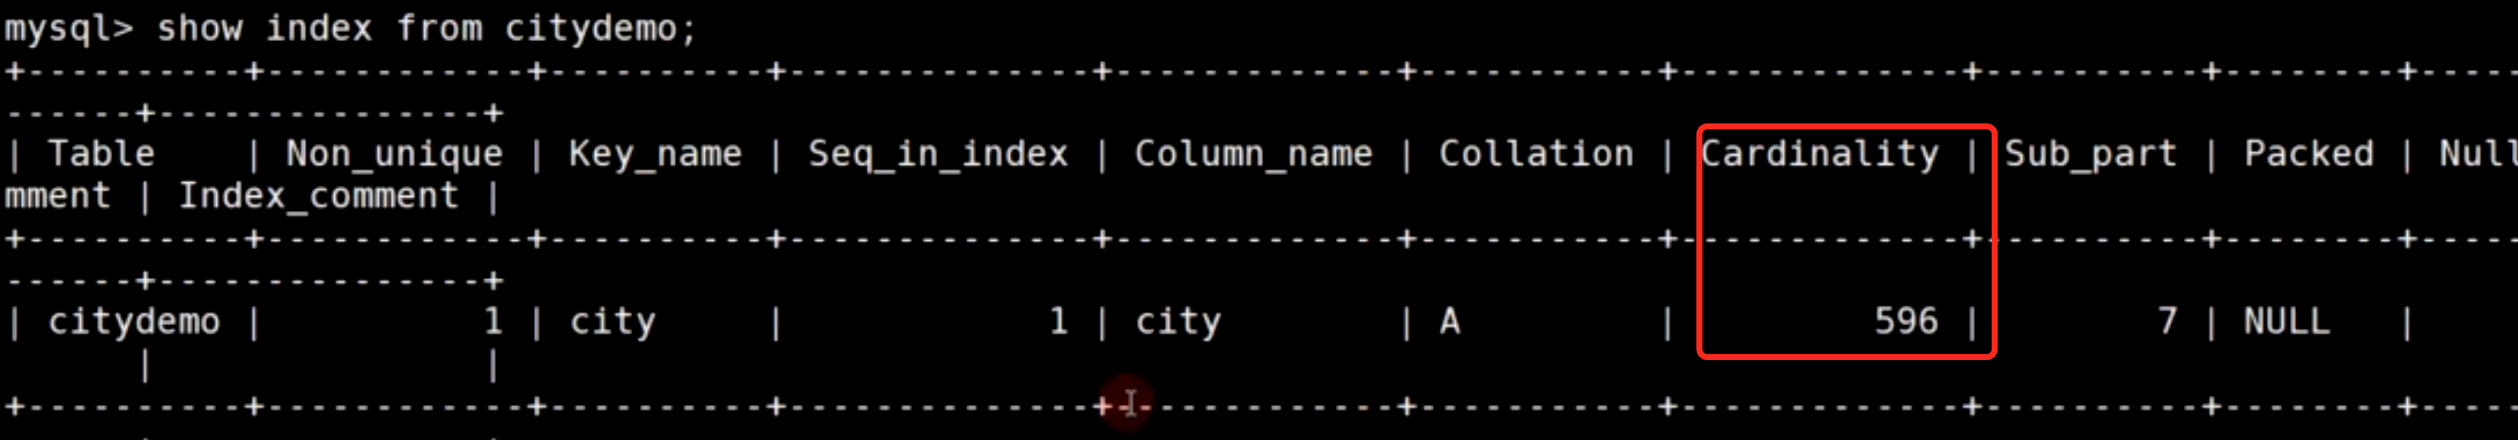 mysql> show index from citydemo;
+----------+------------+----------+--------------+-------------+-----------+-------------+----------+--------+-----
------+---------------+
| Table    | Non_unique | Key_name | Seq_in_index | Column_name | Collation | Cardinality | Sub_part | Packed | Null
mment | Index_comment |
+----------+------------+----------+--------------+-------------+-----------+-------------+----------+--------+-----
------+---------------+
| citydemo |          1 | city     |            1 | city        | A         |         596 |        7 | NULL   |
      |               |
+----------+------------+----------+--------------+-------------+-----------+-------------+----------+--------+-----